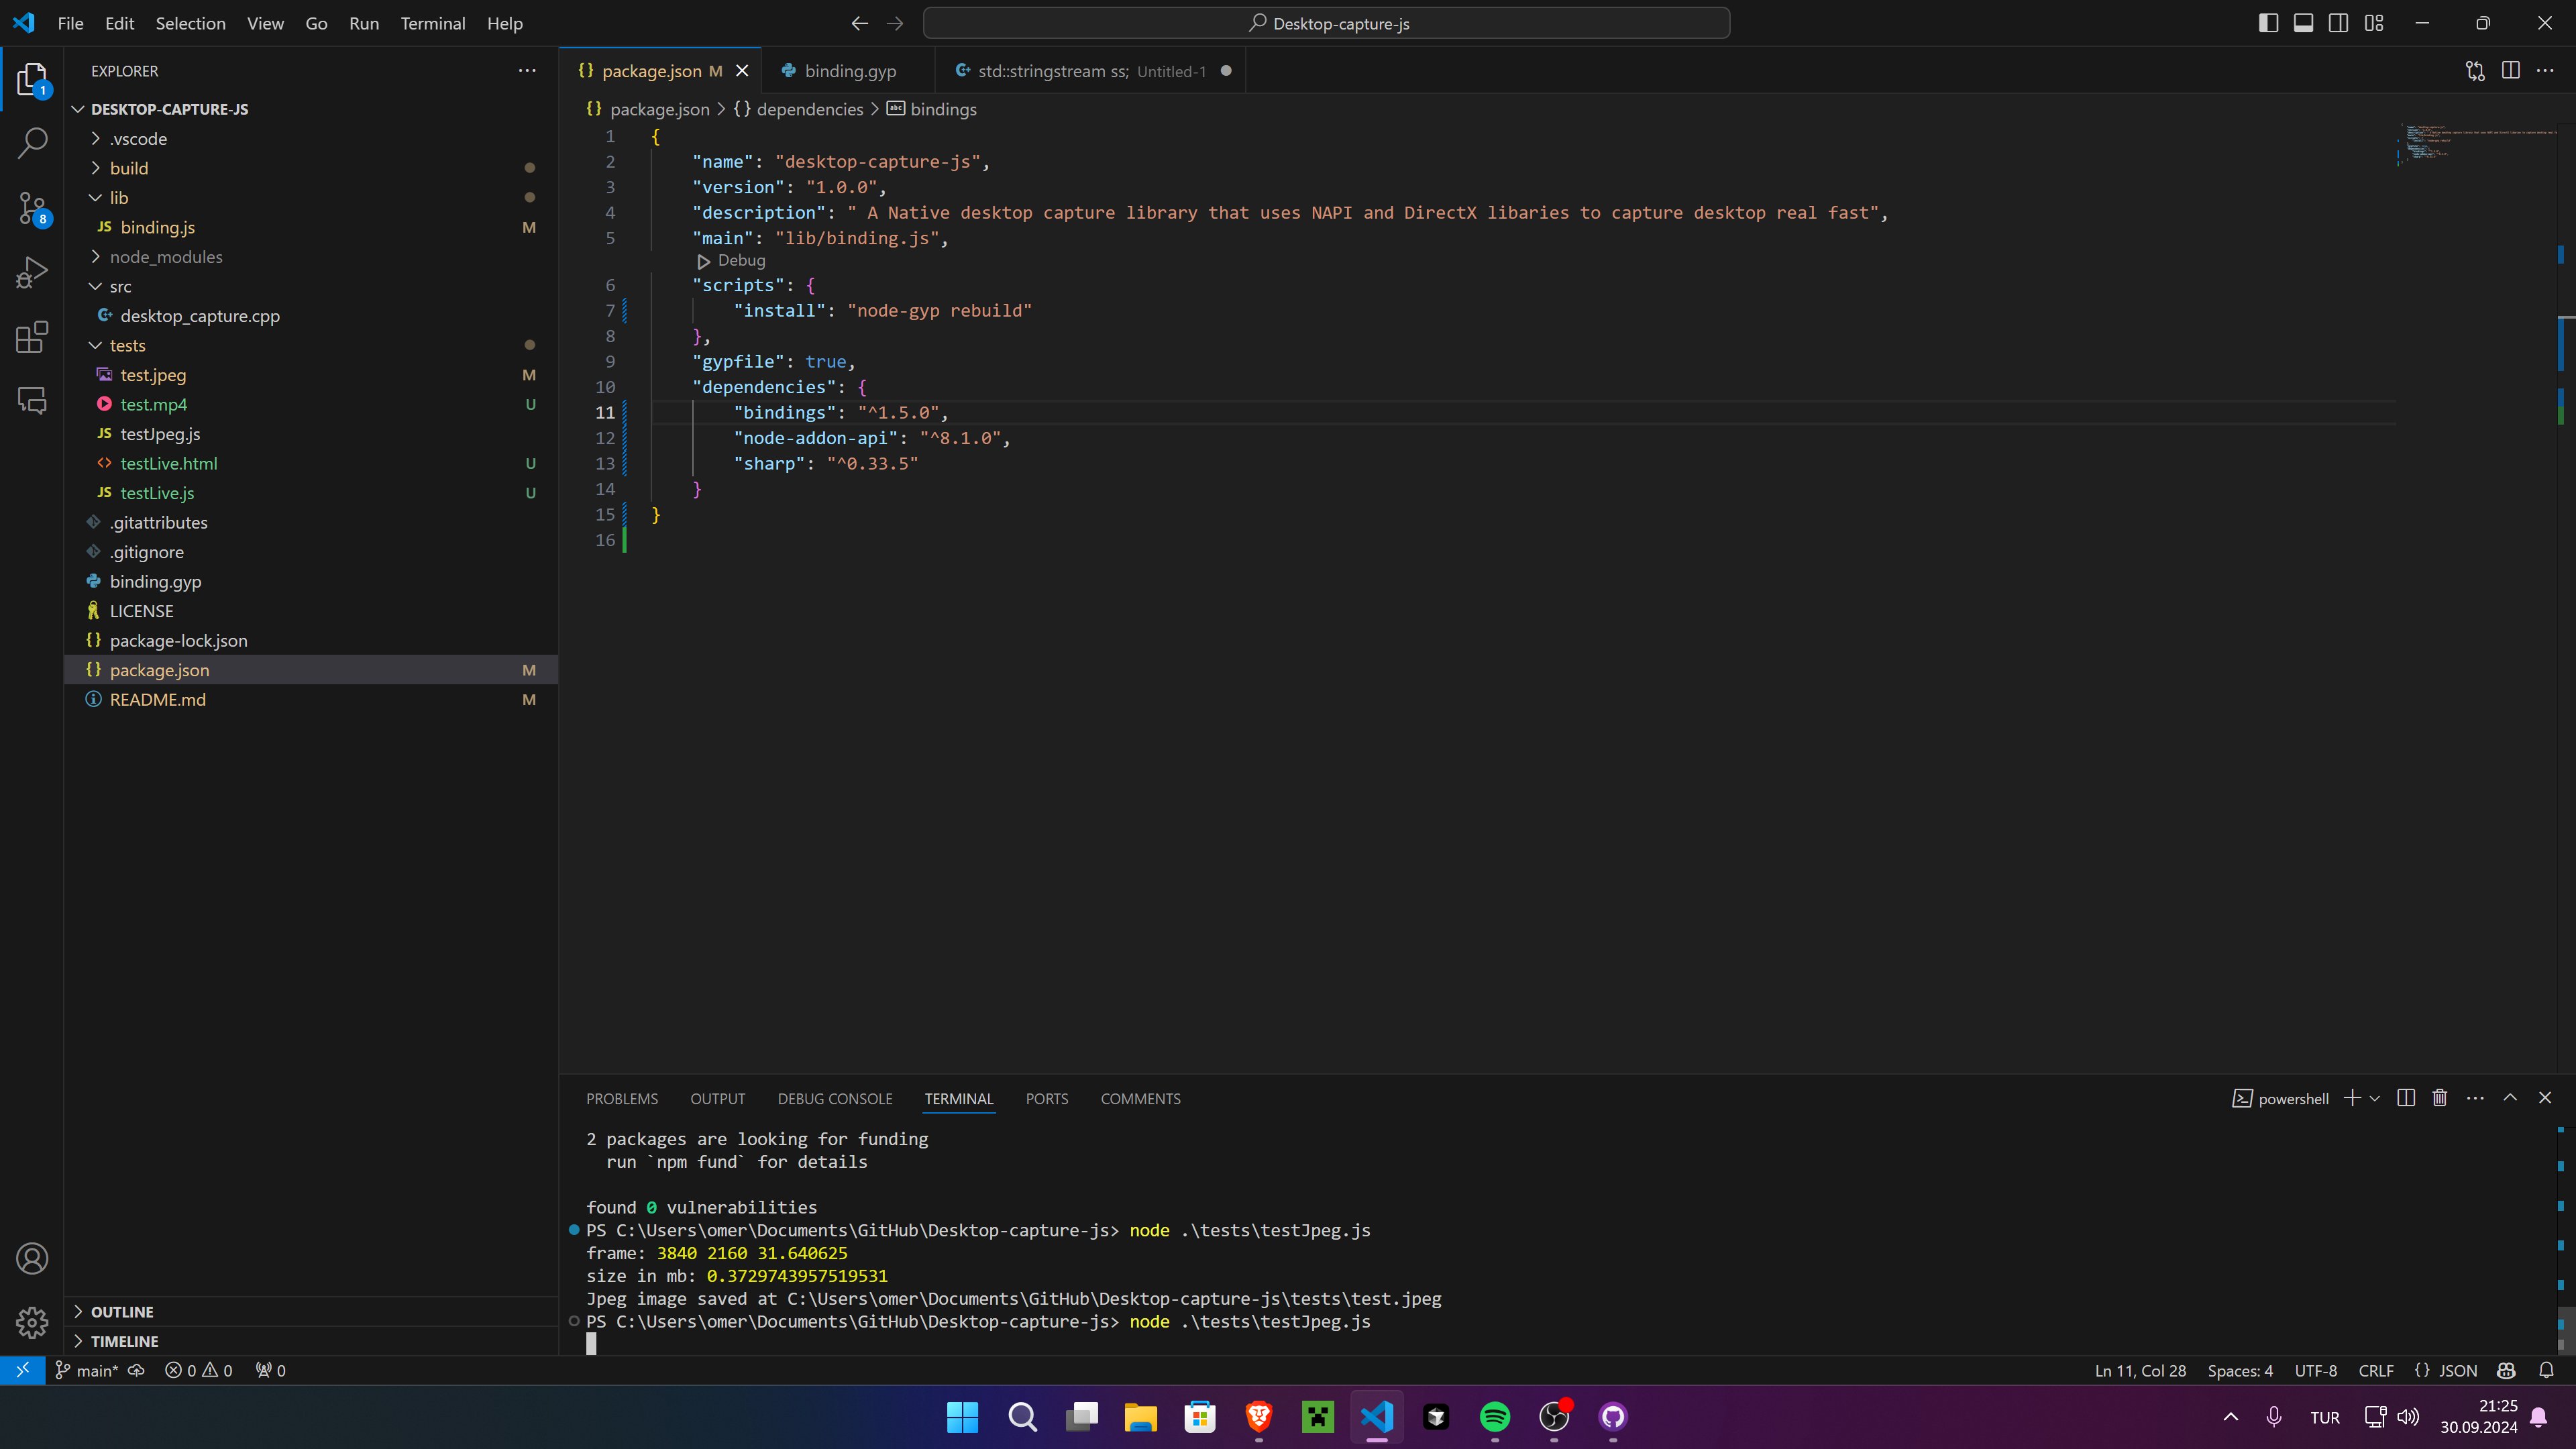 File Edit Selection View Go Run Terminal Help
Desktop-capture-js
EXPLORER
DESKTOP-CAPTURE-JS
.vscode
build
lib
JS binding.js M
node_modules
src
desktop_capture.cpp
tests
test.jpeg M
test.mp4 U
JS testJpeg.js
testLive.html U
JS testLive.js U
.gitattributes
.gitignore
binding.gyp
LICENSE
package-lock.json
package.json M
README.md M
OUTLINE
TIMELINE
1
8
package.json M
binding.gyp
std::stringstream ss; Untitled-1
package.json > {} dependencies > abc bindings
1 {
2 "name": "desktop-capture-js",
3 "version": "1.0.0",
4 "description": " A Native desktop capture library that uses NAPI and DirectX libaries to capture desktop real fast",
5 "main": "lib/binding.js",
Debug
6 "scripts": {
7 "install": "node-gyp rebuild"
8 },
9 "gypfile": true,
10 "dependencies": {
11 "bindings": "^1.5.0",
12 "node-addon-api": "^8.1.0",
13 "sharp": "^0.33.5"
14 }
15 }
16
PROBLEMS OUTPUT DEBUG CONSOLE TERMINAL PORTS COMMENTS
powershell
2 packages are looking for funding
run `npm fund` for details
found 0 vulnerabilities
PS C:\Users\omer\Documents\GitHub\Desktop-capture-js> node .\tests\testJpeg.js
frame: 3840 2160 31.640625
size in mb: 0.3729743957519531
Jpeg image saved at C:\Users\omer\Documents\GitHub\Desktop-capture-js\tests\test.jpeg
PS C:\Users\omer\Documents\GitHub\Desktop-capture-js> node .\tests\testJpeg.js
main* 0 0 0
Ln 11, Col 28 Spaces: 4 UTF-8 CRLF {} JSON
TUR
21:25
30.09.2024